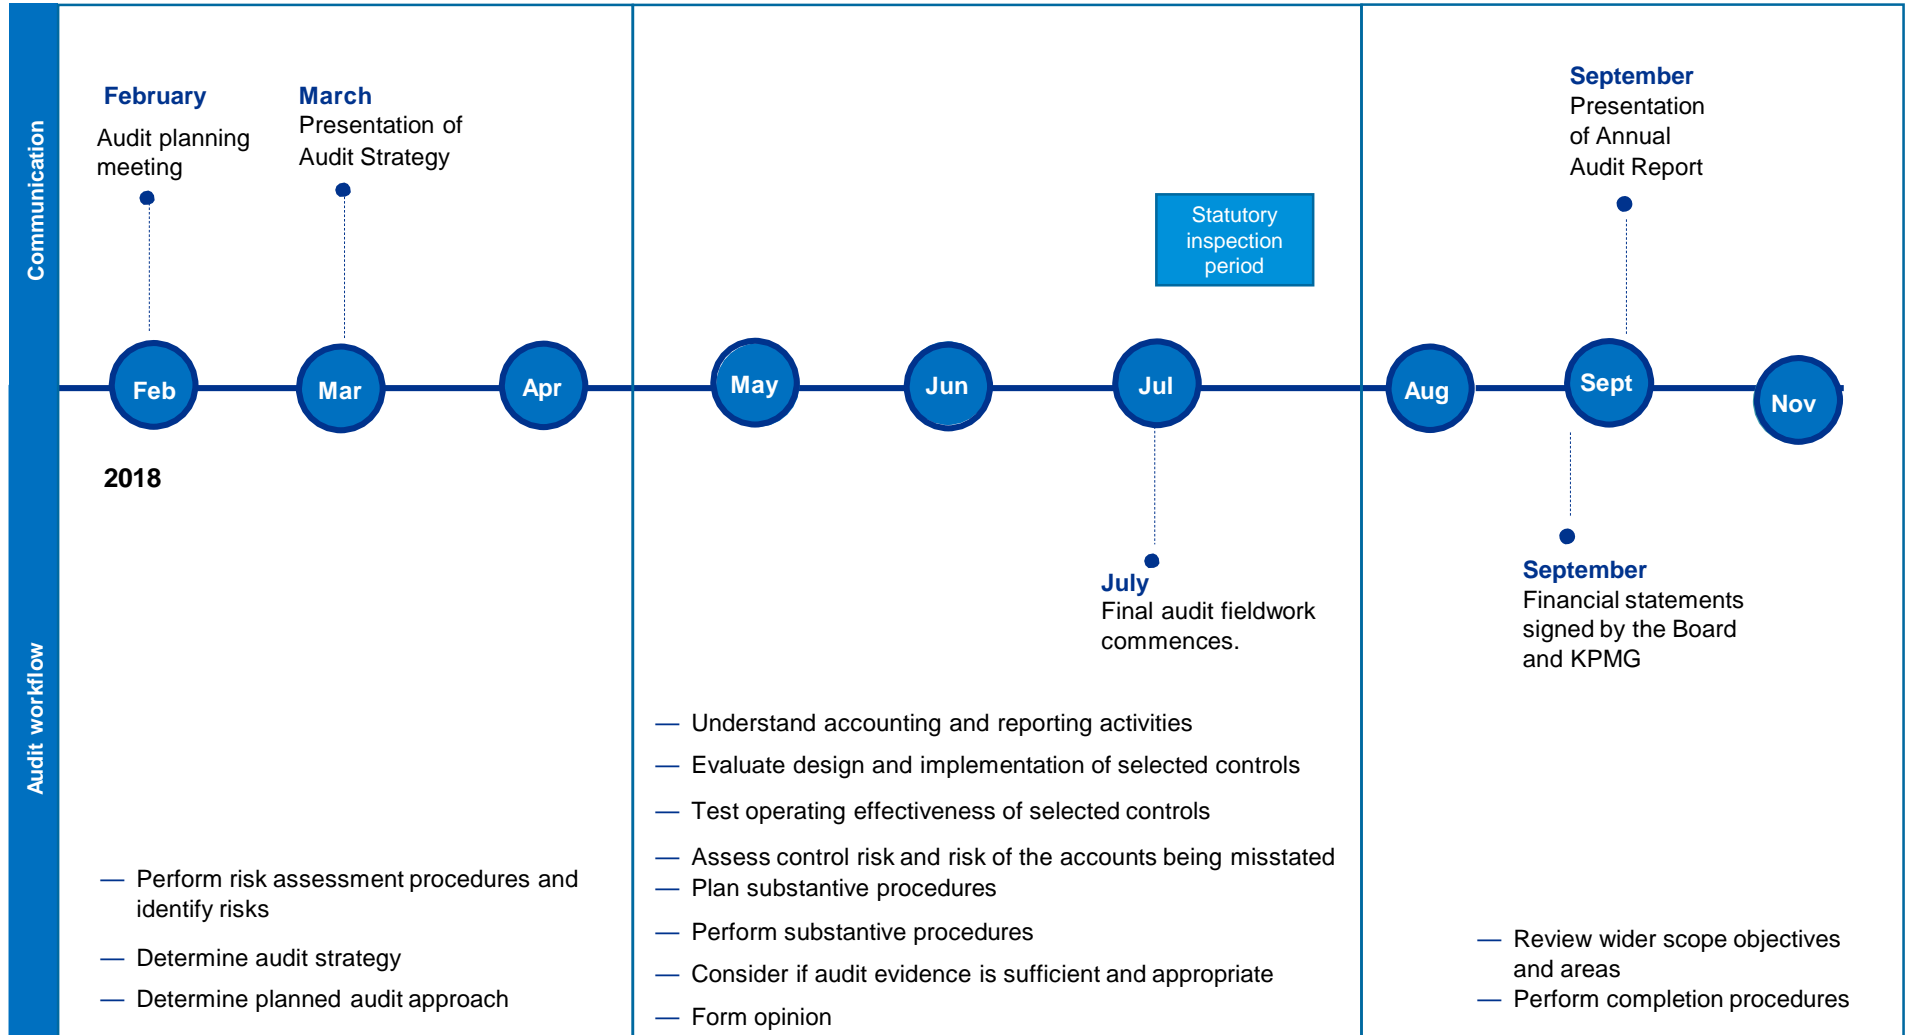 Communication
February
Audit planning
meeting
March
Presentation of
Audit Strategy
Statutory
inspection
period
September
Presentation
of Annual
Audit Report
Feb
Mar
Apr
May
Jun
Jul
Aug
Sept
Nov
2018
Audit workflow
July
Final audit fieldwork
commences.
September
Financial statements
signed by the Board
and KPMG
— Perform risk assessment procedures and
identify risks
— Determine audit strategy
— Determine planned audit approach
— Understand accounting and reporting activities
— Evaluate design and implementation of selected controls
— Test operating effectiveness of selected controls
— Assess control risk and risk of the accounts being misstated
— Plan substantive procedures
— Perform substantive procedures
— Consider if audit evidence is sufficient and appropriate
— Form opinion
— Review wider scope objectives
and areas
— Perform completion procedures